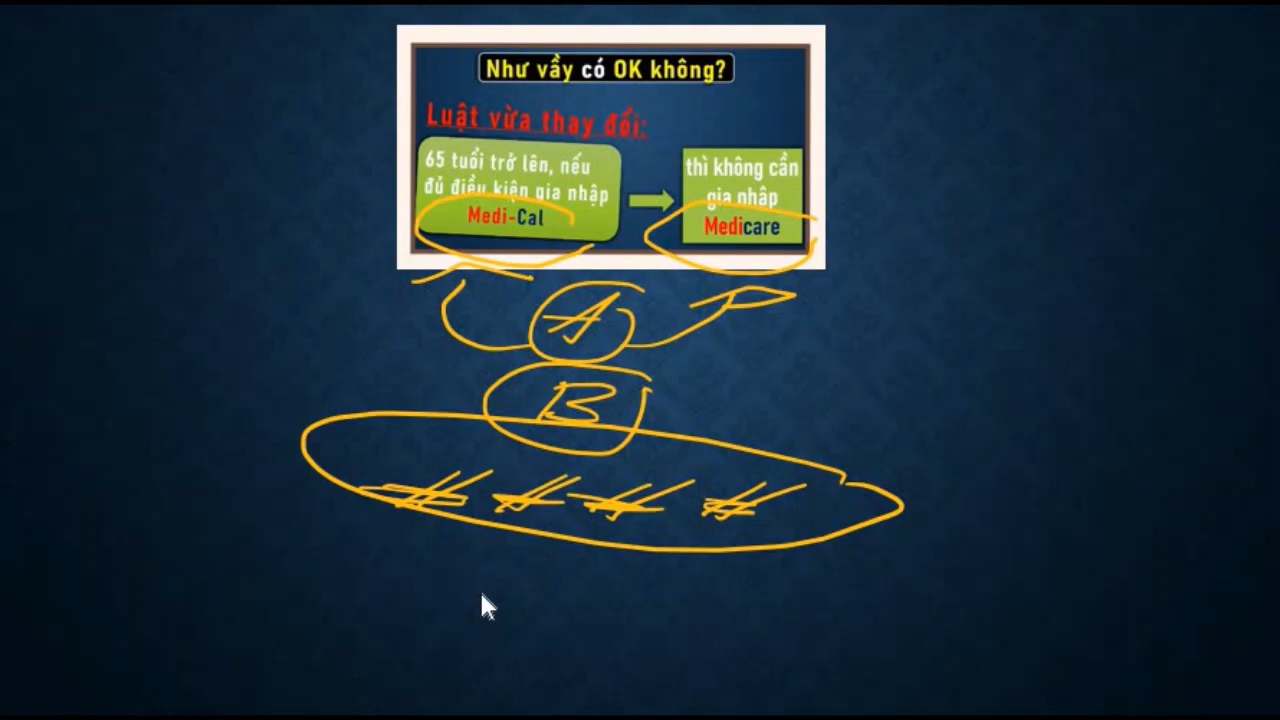 Như vầy có OK không?
Luật vừa thay đổi:
65 tuổi trở lên, nếu
đủ điều kiện gia nhập
Medi-Cal
thì không cần
gia nhập
Medicare
A
B
# # # #